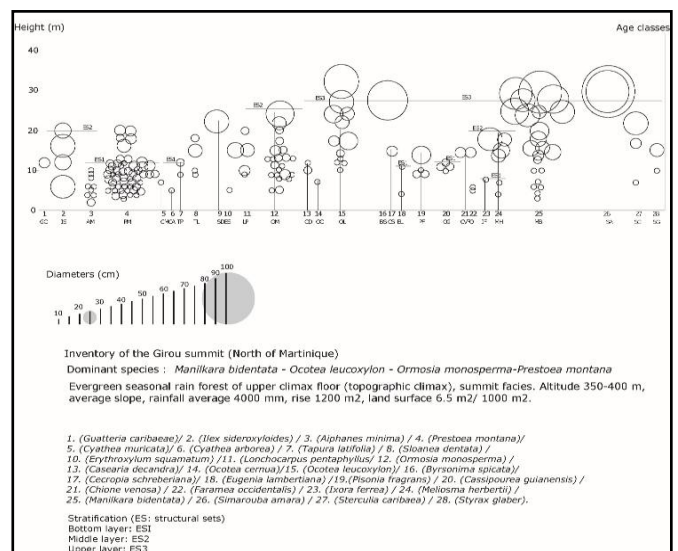 Height (m)
Age classes
40
30
20
10
0
ES2
ES1
ES1
ES2
ES3
ES3
ES2
1 2 3 4 5 6 7 8 9 10 11 12 13 14 15 16 17 18 19 20 21 22 23 24 25 26 27 28
Diameters (cm)
10 20 30 40 50 60 70 80 90 100
Inventory of the Girou summit (North of Martinique)
Dominant species : Manilkara bidentata - Ocotea leucoxylon - Ormosia monosperma-Prestoea montana
Evergreen seasonal rain forest of upper climax floor (topographic climax), summit facies. Altitude 350-400 m,
average slope, rainfall average 4000 mm, rise 1200 m2, land surface 6.5 m2/ 1000 m2.
1. (Guatteria caribaeae)/ 2. (Ilex sideroxyloides) / 3. (Aiphanes minima) / 4. (Prestoea montana)/
5. (Cyathea muricata)/ 6. (Cyathea arborea) / 7. (Tapura latifolia) / 8. (Sloanea dentata) /
10. (Erythroxylum squamatum) /11. (Lonchocarpus pentaphyllus/ 12. (Ormosia monosperma) /
13. (Casearia decandra)/ 14. (Ocotea cernua)/15. (Ocotea leucoxylon)/ 16. (Byrsonima spicata)/
17. (Cecropia schreberiana)/ 18. (Eugenia lambertiana) /19.(Pisonia fragrans) / 20. (Cassipourea guianensis) /
21. (Chione venosa) / 22. (Faramea occidentalis) / 23. (Ixora ferrea) / 24. (Meliosma herbertii) /
25. (Manilkara bidentata) / 26. (Simarouba amara) / 27. (Sterculia caribaea) / 28. (Styrax glaber).
Stratification (ES: structural sets)
Bottom layer: ESI
Middle layer: ES2
Upper layer: ES3